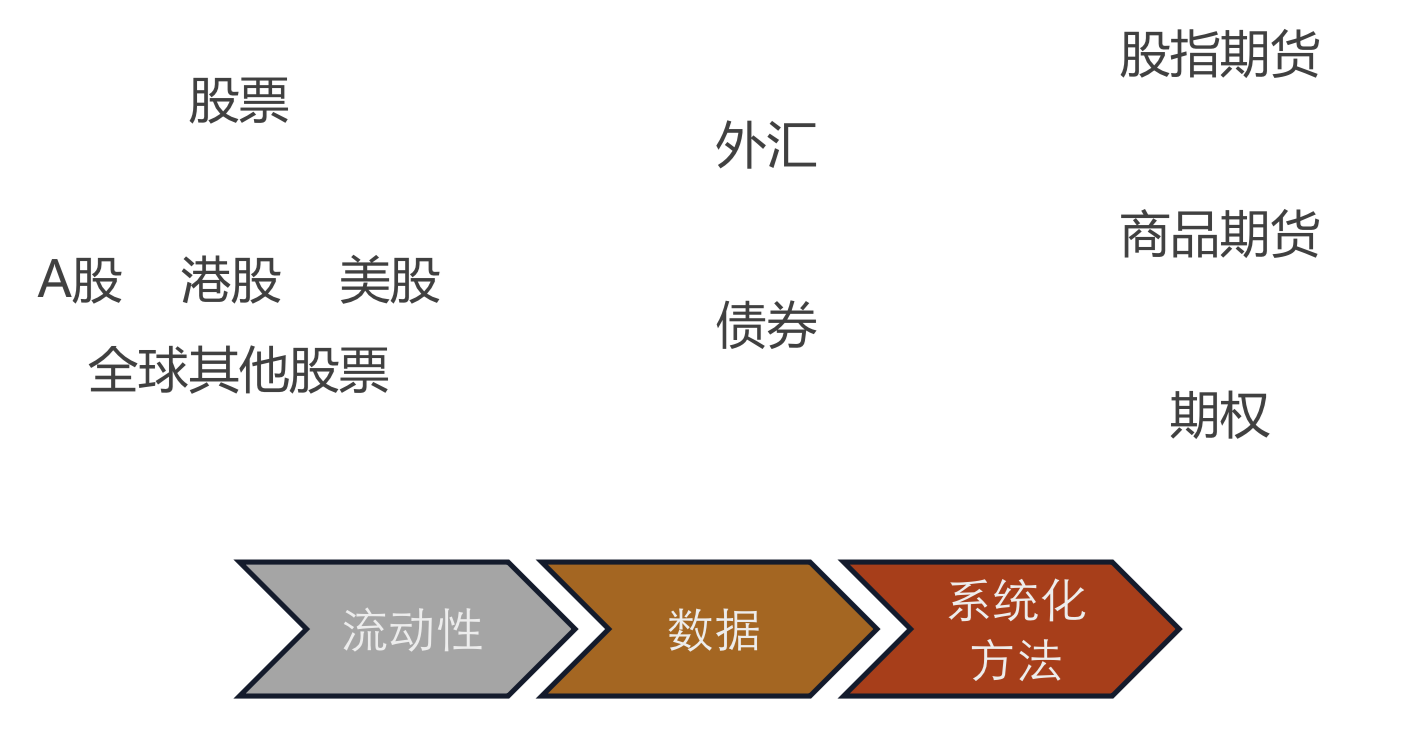 股票
A股 港股 美股
全球其他股票
外汇
债券
股指期货
商品期货
期权
流动性
数据
系统化
方法